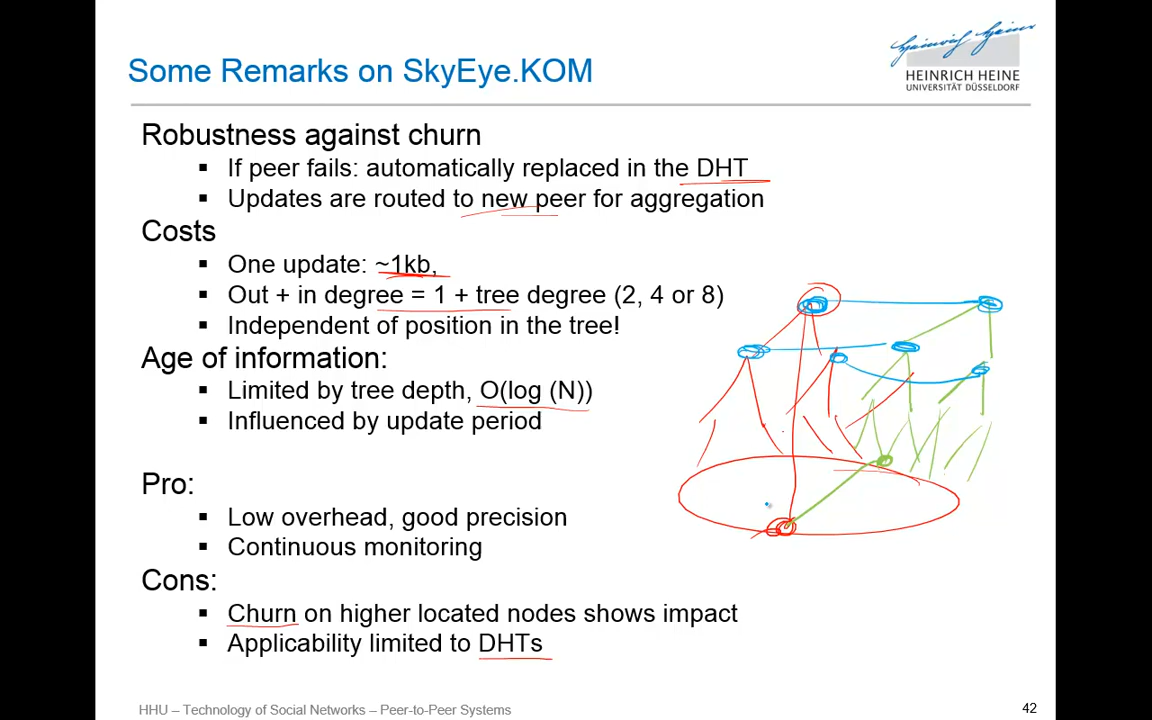 Some Remarks on SkyEye.KOM
Heinrich Heine
HEINRICH HEINE
UNIVERSITÄT DÜSSELDORF
Robustness against churn
▪ If peer fails: automatically replaced in the DHT
▪ Updates are routed to new peer for aggregation
Costs
▪ One update: ~1kb,
▪ Out + in degree = 1 + tree degree (2, 4 or 8)
▪ Independent of position in the tree!
Age of information:
▪ Limited by tree depth, O(log (N))
▪ Influenced by update period
Pro:
▪ Low overhead, good precision
▪ Continuous monitoring
Cons:
▪ Churn on higher located nodes shows impact
▪ Applicability limited to DHTs
HHU – Technology of Social Networks – Peer-to-Peer Systems
42